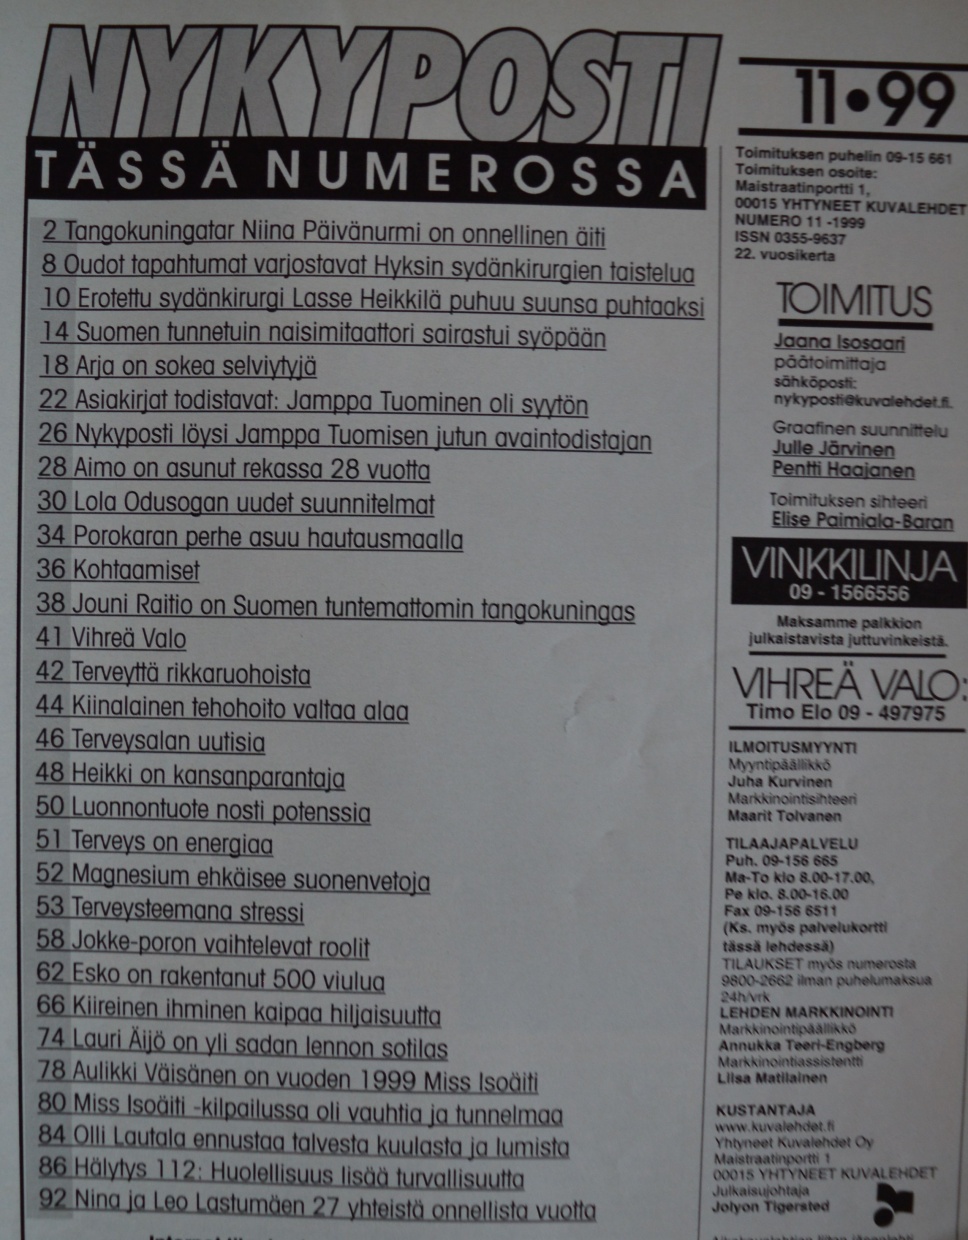 NYKYPOSTI
TÄSSÄ NUMEROSSA
2 Tangokuningatar Niina Päivänurmi on onnellinen äiti
8 Oudot tapahtumat varjostavat Hyksin sydänkirurgien taistelua
10 Erotettu sydänkirurgi Lasse Heikkilä puhuu suunsa puhtaaksi
14 Suomen tunnetuin naisimitaattori sairastui syöpään
18 Arja on sokea selviytyjä
22 Asiakirjat todistavat: Jamppa Tuominen oli syytön
26 Nykyposti löysi Jamppa Tuomisen jutun avaintodistajan
28 Aimo on asunut rekassa 28 vuotta
30 Lola Odusogan uudet suunnitelmat
34 Porokaran perhe asuu hautausmaalla
36 Kohtaamiset
38 Jouni Raitio on Suomen tuntemattomin tangokuningas
41 Vihreä Valo
42 Terveyttä rikkaruohoista
44 Kiinalainen tehohoito valtaa alaa
46 Terveysalan uutisia
48 Heikki on kansanparantaja
50 Luonnontuote nosti potenssia
51 Terveys on energiaa
52 Magnesium ehkäisee suonenvetoja
53 Terveysteemana stressi
58 Jokke-poron vaihtelevat roolit
62 Esko on rakentanut 500 viulua
66 Kiireinen ihminen kaipaa hiljaisuutta
74 Lauri Äijö on yli sadan lennon sotilas
78 Aulikki Väisänen on vuoden 1999 Miss Isoäiti
80 Miss Isoäiti -kilpailussa oli vauhtia ja tunnelmaa
84 Olli Lautala ennustaa talvesta kuulasta ja lumista
86 Hälytys 112: Huolellisuus lisää turvallisuutta
92 Nina ja Leo Lastumäen 27 yhteistä onnellista vuotta
11•99
Toimituksen puhelin 09-15 661
Toimituksen osoite:
Maistraatinportti 1,
00015 YHTYNEET KUVALEHDET
NUMERO 11 -1999
ISSN 0355-9637
22. vuosikerta
TOIMITUS
Jaana Isosaari
päätoimittaja
sähköposti:
nykyposti@kuvalehdet.fi.
Graafinen suunnittelu
Julle Järvinen
Pentti Haajanen
Toimituksen sihteeri
Elise Paimiala-Baran
VINKKILINJA
09 - 1566556
Maksamme palkkion
julkaistavista juttuvinkeistä.
VIHREÄ VALO:
Timo Elo 09 - 497975
ILMOITUSMYYNTI
Myyntipäällikkö
Juha Kurvinen
Markkinointisihteeri
Maarit Tolvanen
TILAAJAPALVELU
Puh. 09-156 665
Ma-To klo 8.00-17.00,
Pe klo. 8.00-16.00
Fax 09-156 6511
(Ks. myös palvelukortti
tässä lehdessä)
TILAUKSET myös numerosta
9800-2662 ilman puhelumaksua
24h/vrk
LEHDEN MARKKINOINTI
Markkinointipäällikkö
Annukka Teeri-Engberg
Markkinointiassistentti
Liisa Matilainen
KUSTANTAJA
www.kuvalehdet.fi
Yhtyneet Kuvalehdet Oy
Maistraatinportti 1
00015 YHTYNEET KUVALEHDET
Julkaisujohtaja
Jolyon Tigersted